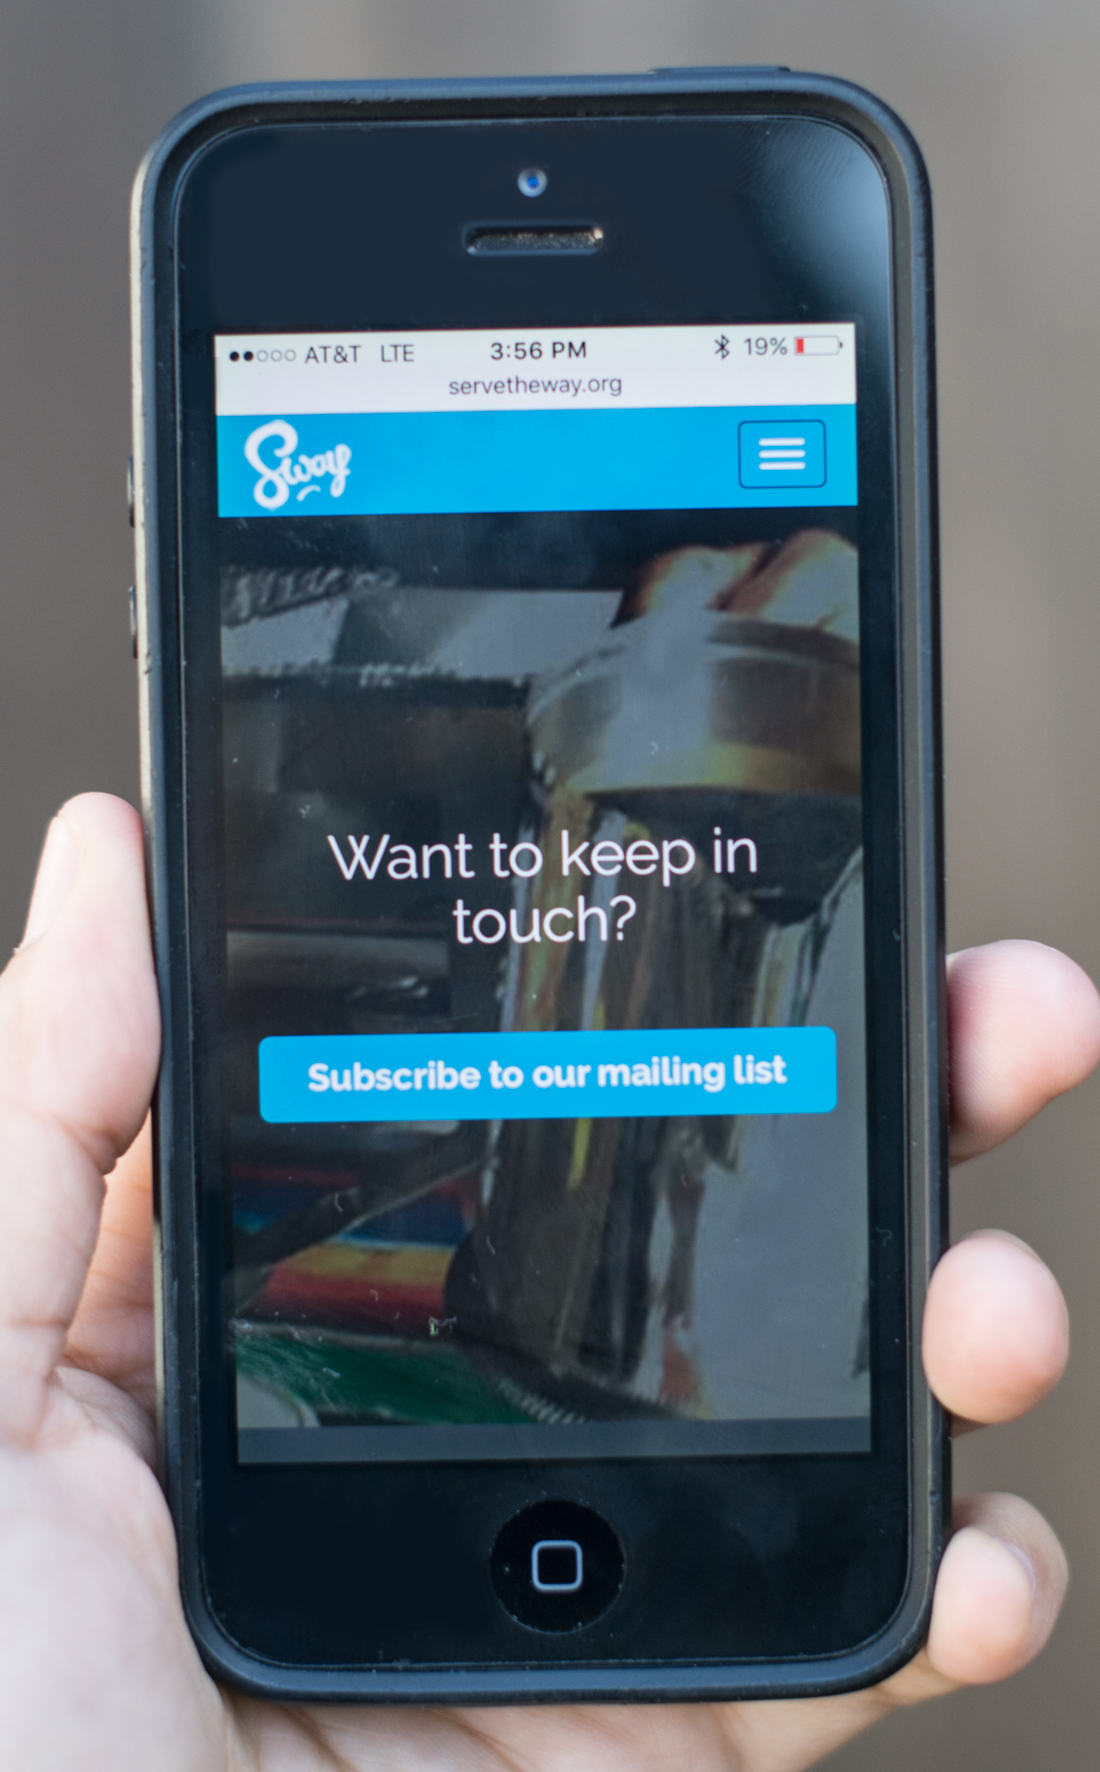 AT&T LTE 3:56 PM 19%
servetheway.org
Sway
Want to keep in
touch?
Subscribe to our mailing list